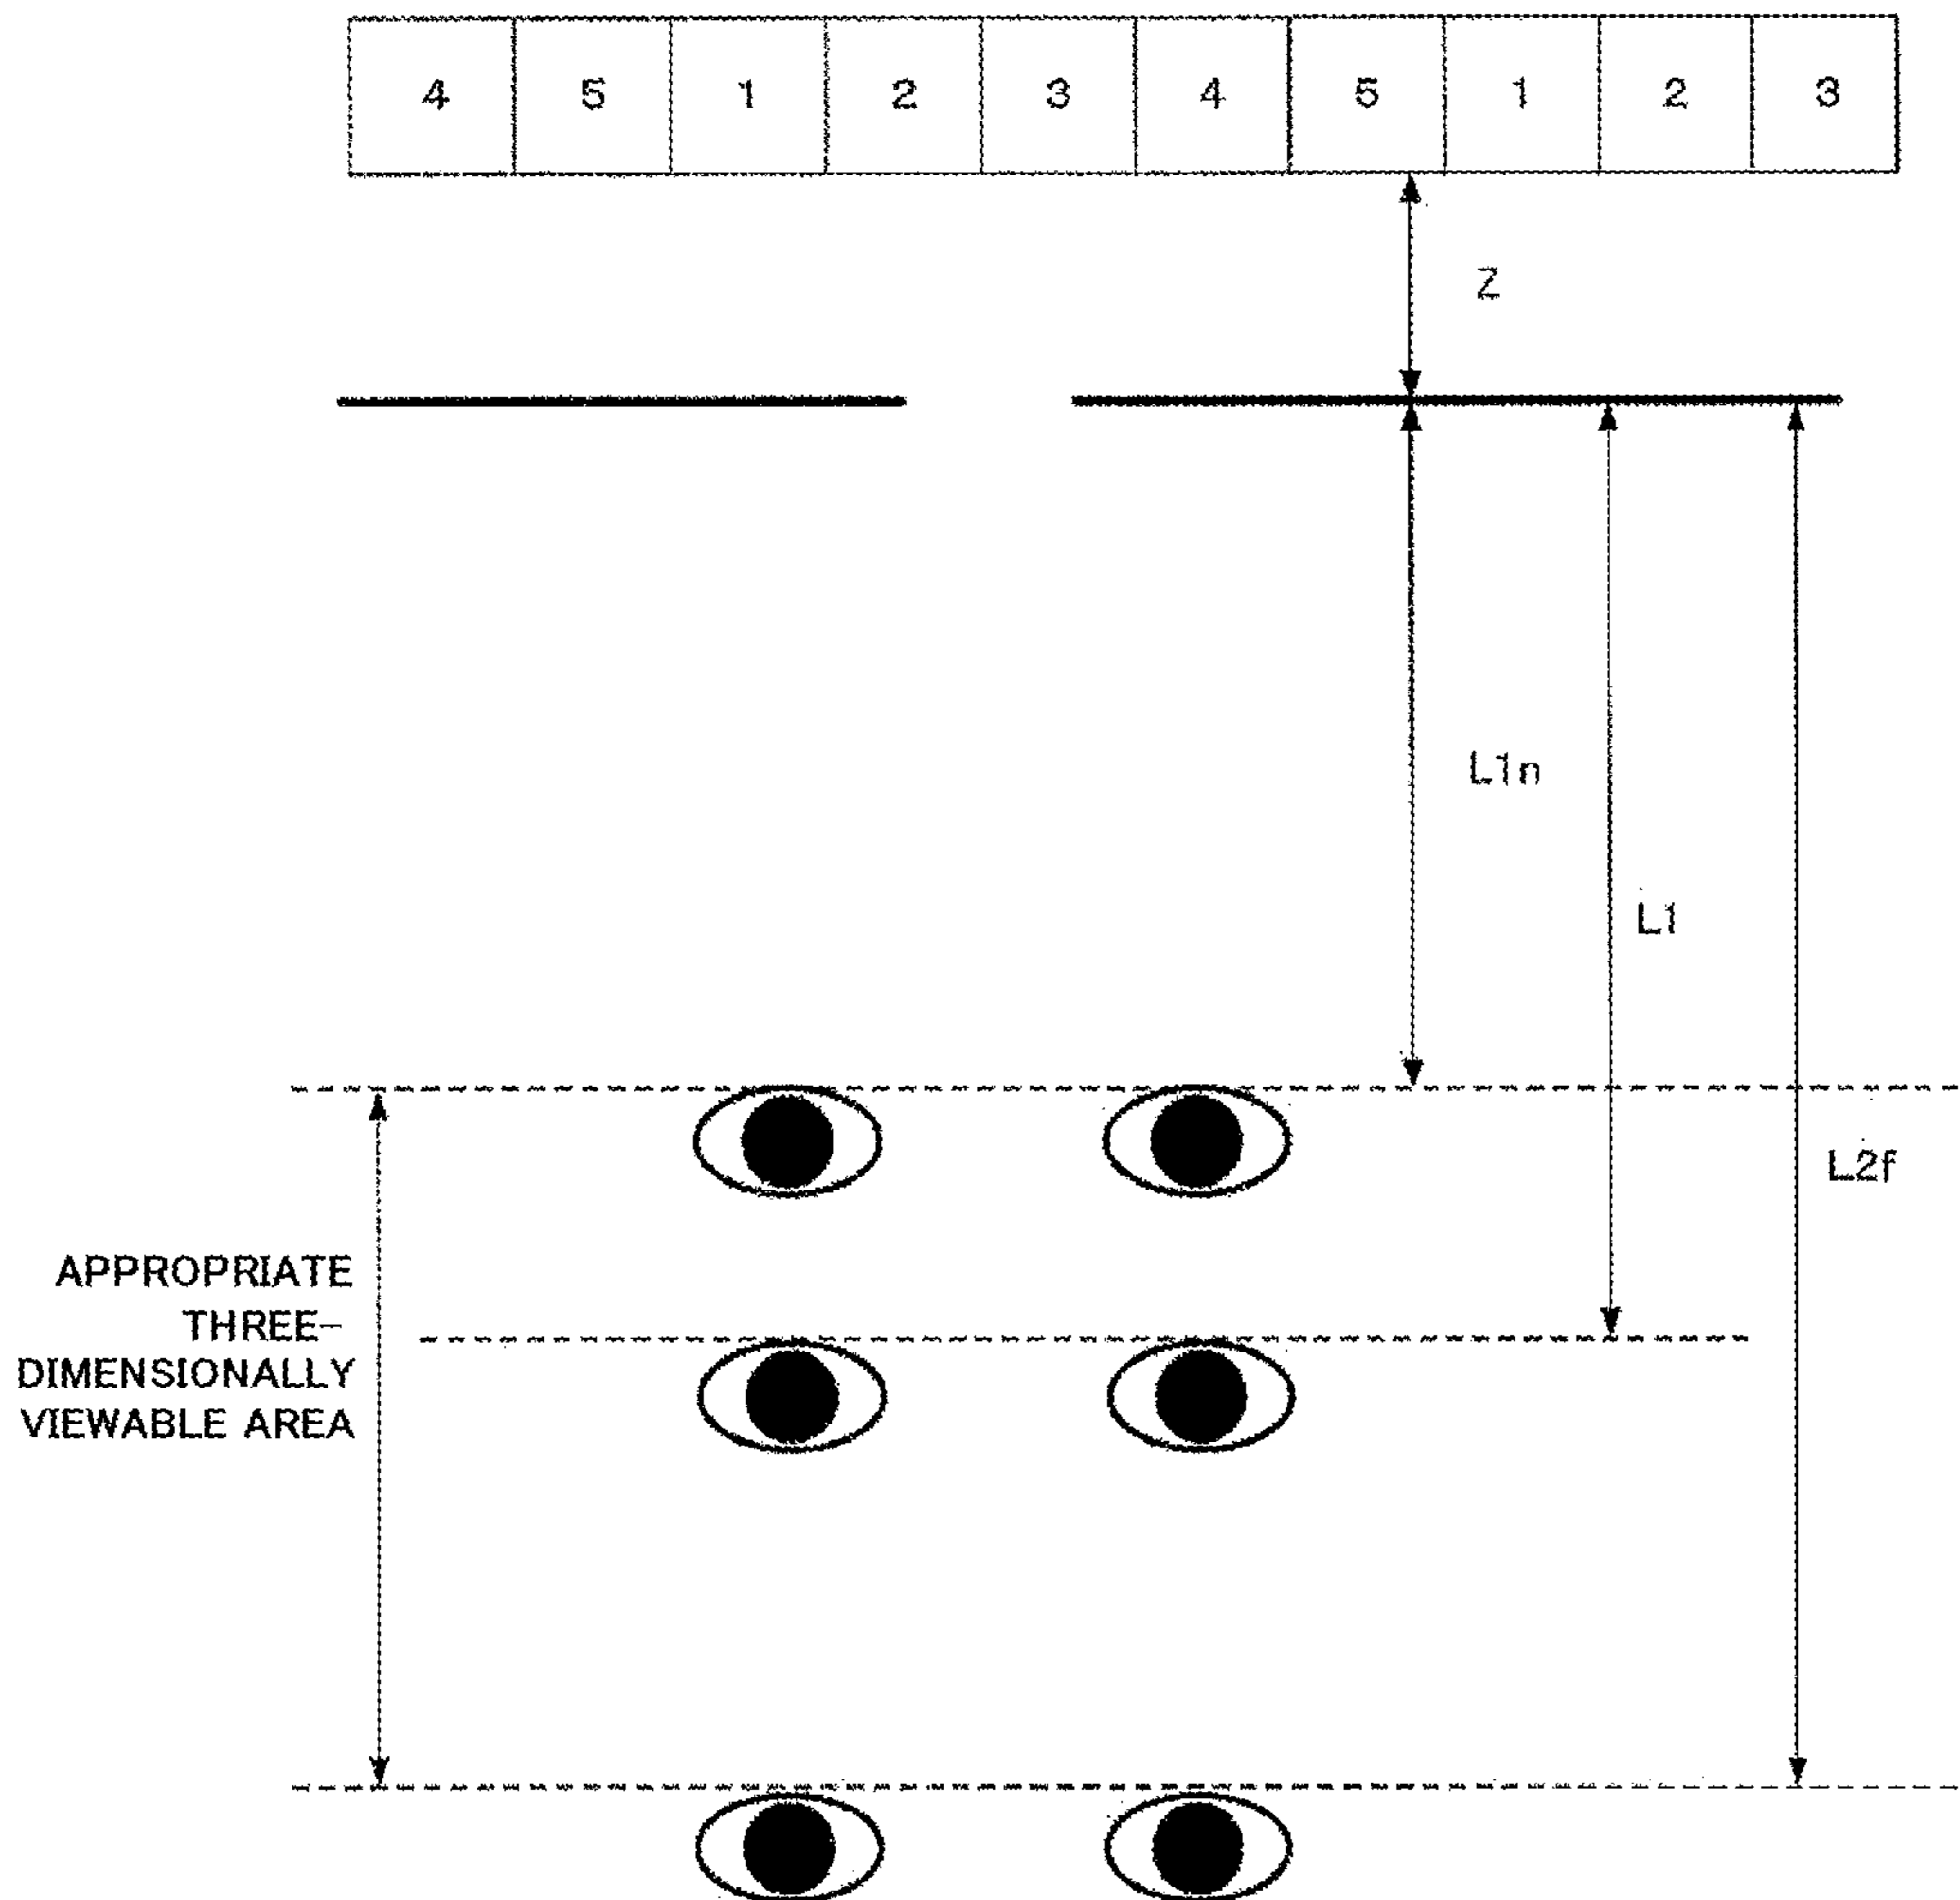 4 5 1 2 3 4 5 1 2 3
Z
L1n
L1
L2f
APPROPRIATE
THREE-
DIMENSIONALLY
VIEWABLE AREA